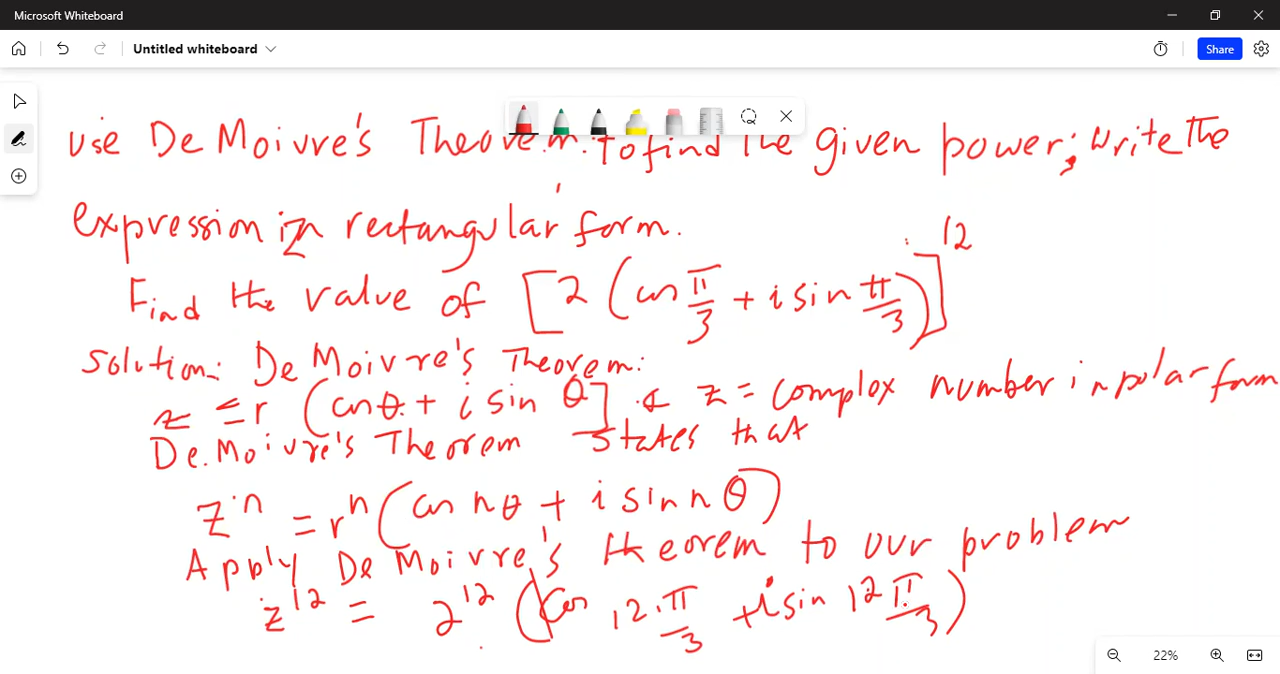 Microsoft Whiteboard
Untitled whiteboard
Share
use De Moivre's Theorem. To find the given power; write the
expression in rectangular form.
Find the value of [2 (cos π/3 + i sin π/3)]^12
Solution: De Moivre's Theorem:
z = r (cos θ + i sin θ] & z = complex number in polar form
De. Moivre's Theorem states that
z^n = r^n (cos nθ + i sin n θ)
Apply De Moivre's theorem to our problem
z^12 = 2^12 (cos 12.π/3 + i sin 12 π/3)
22%